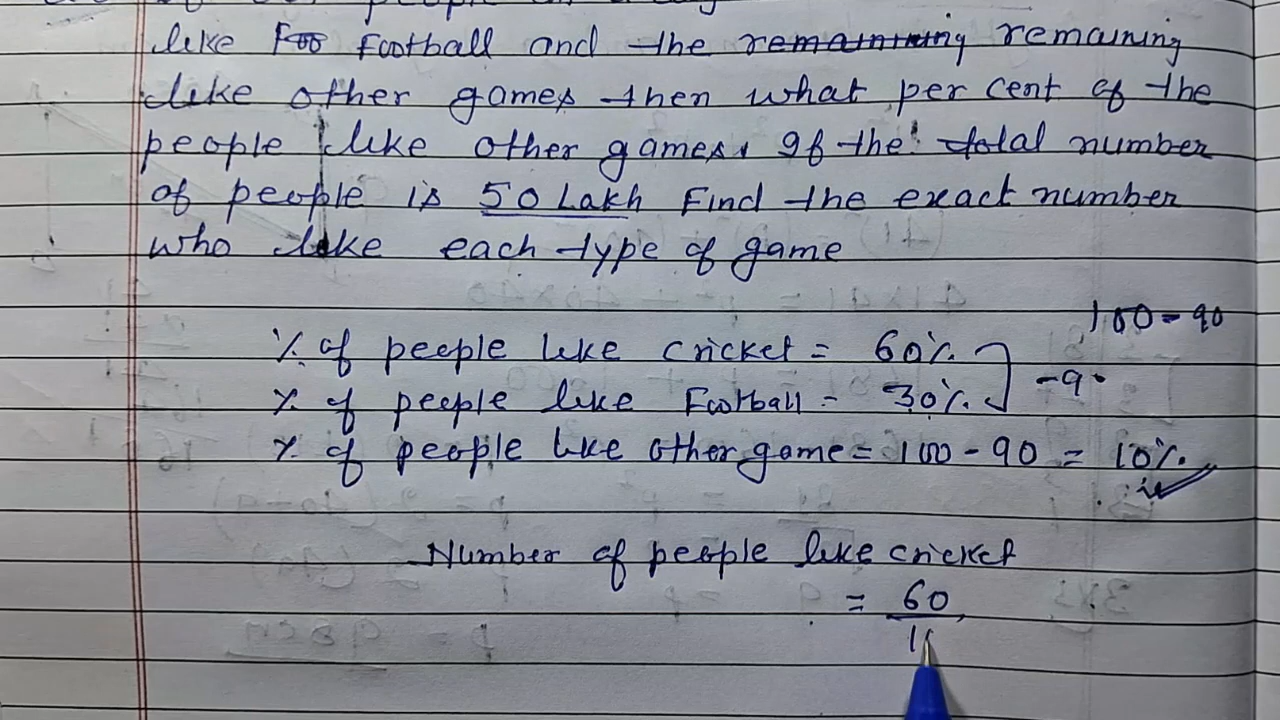 people
like Foo Football and the remaining remaining
like other games then what per cent of the
people like other games. If the total number
of people is 50 Lakh Find the exact number
who like each type of game
100-90
% of people like cricket = 60%
-9
% of people like Football - 30%
% of people like other game = 100 - 90 = 10%
Number of people like cricket
= 60